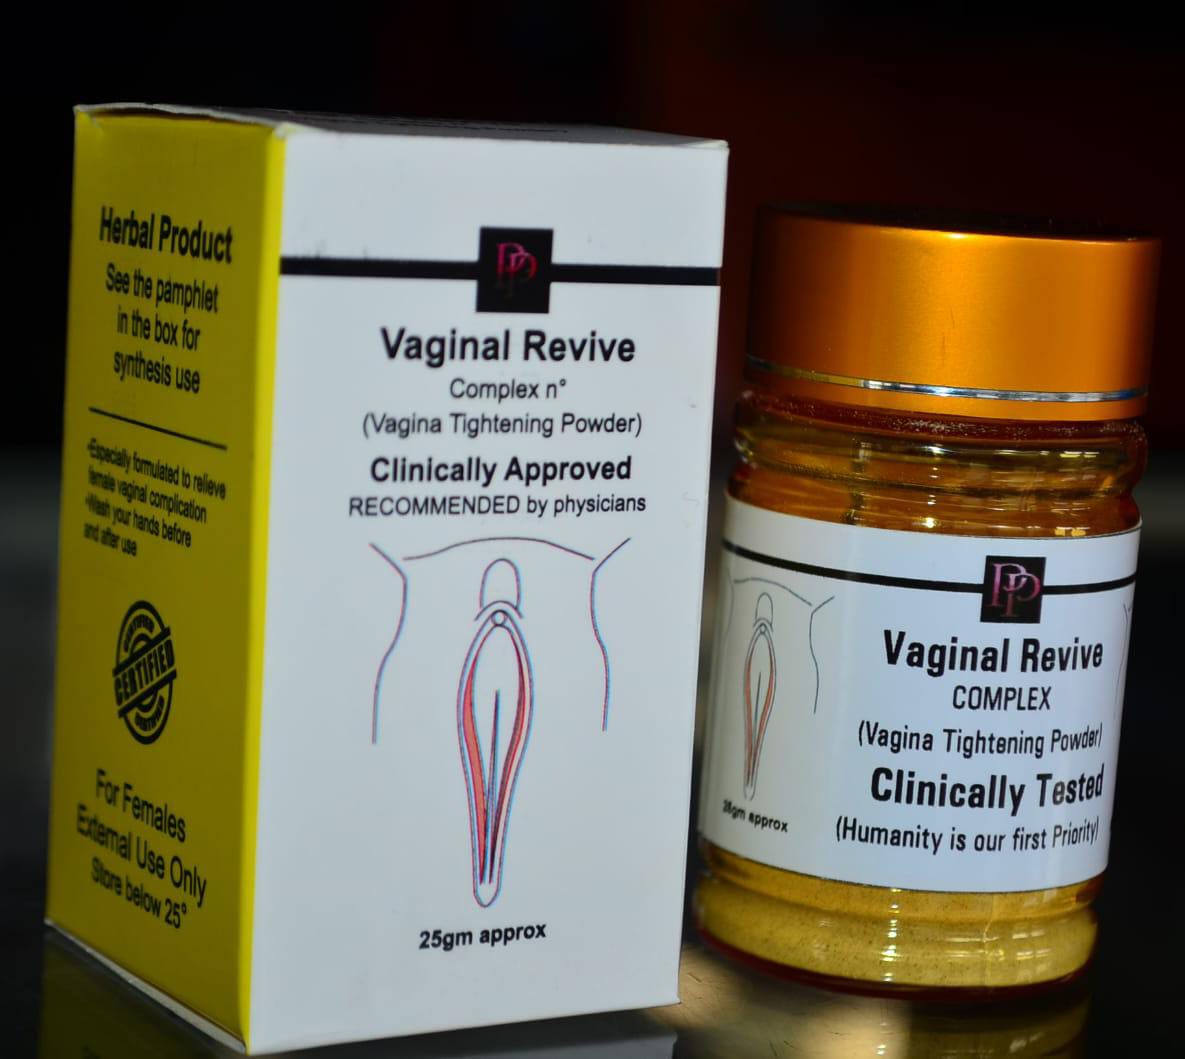 Herbal Product
See the pamphlet
in the box for
synthesis use
•Especially formulated to relieve
female vaginal complication
•Wash your hands before
and after use
CERTIFIED
CERTIFIED
For Females
External Use Only
Store below 25°
PP
Vaginal Revive
Complex n°
(Vagina Tightening Powder)
Clinically Approved
RECOMMENDED by physicians
25gm approx
PP
Vaginal Revive
COMPLEX
(Vagina Tightening Powder)
Clinically Tested
(Humanity is our first Priority)
25gm approx